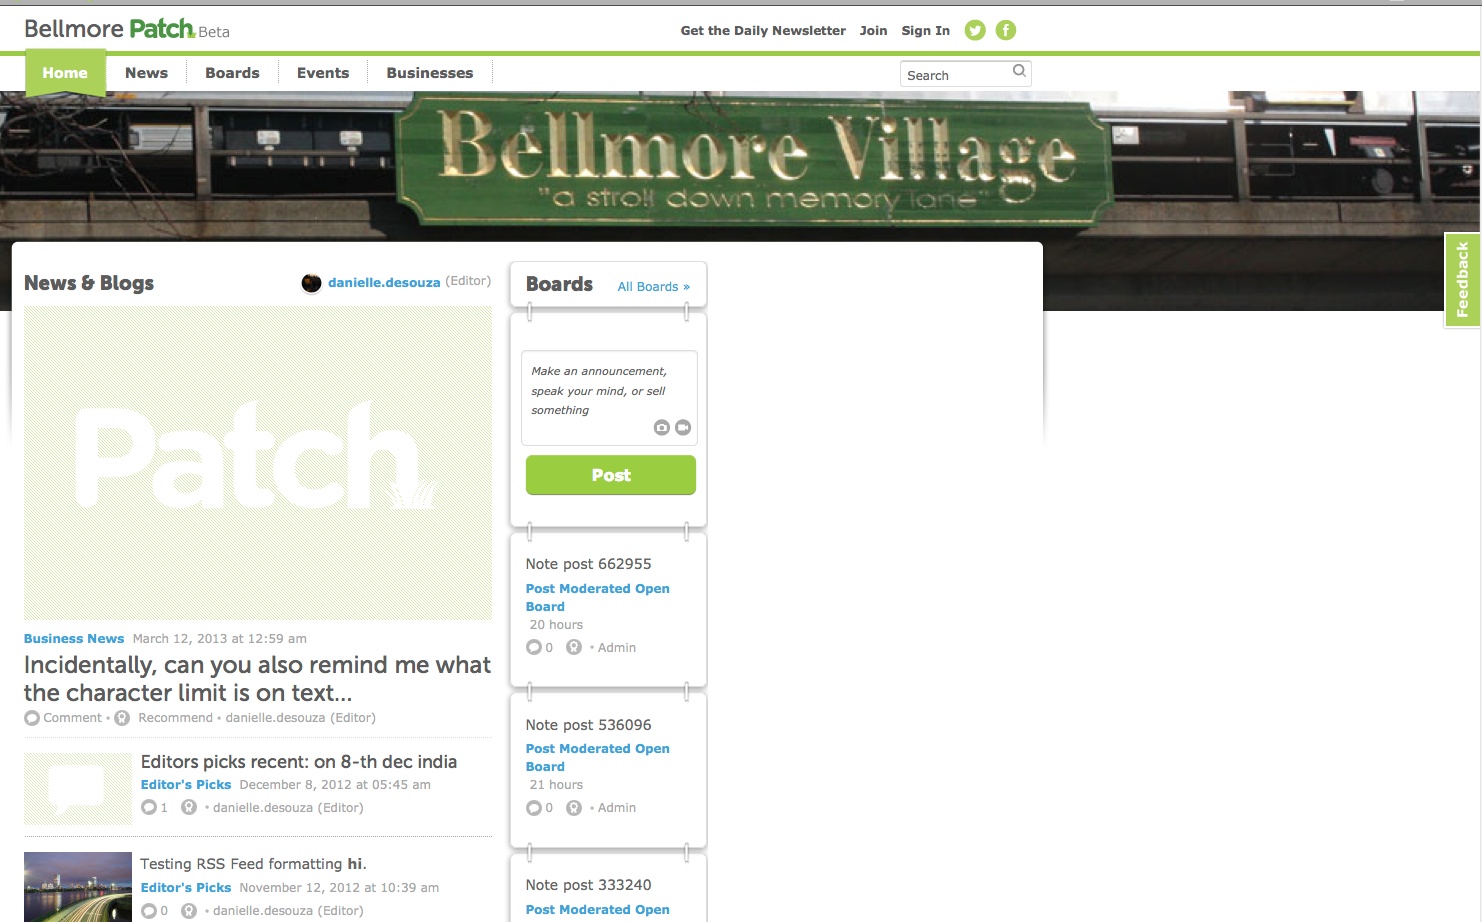 Bellmore Patch Beta
Get the Daily Newsletter Join Sign In
Home News Boards Events Businesses
Search
Bellmore Village
"a stroll down memory lane"
Feedback
News & Blogs
danielle.desouza (Editor)
Patch
Business News March 12, 2013 at 12:59 am
Incidentally, can you also remind me what
the character limit is on text...
Comment • Recommend • danielle.desouza (Editor)
Editors picks recent: on 8-th dec india
Editor's Picks December 8, 2012 at 05:45 am
1 • danielle.desouza (Editor)
Testing RSS Feed formatting hi.
Editor's Picks November 12, 2012 at 10:39 am
0 • danielle.desouza (Editor)
Boards
All Boards »
Make an announcement,
speak your mind, or sell
something
Post
Note post 662955
Post Moderated Open
Board
20 hours
0 • Admin
Note post 536096
Post Moderated Open
Board
21 hours
0 • Admin
Note post 333240
Post Moderated Open